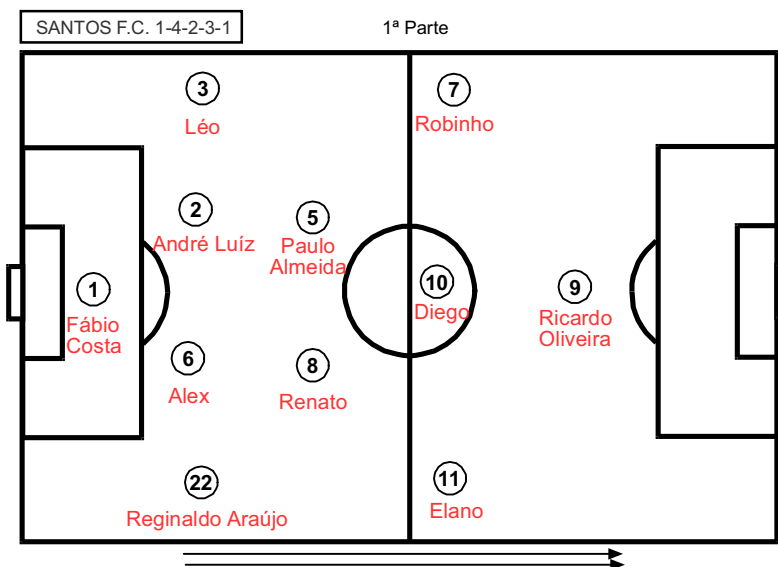 SANTOS F.C. 1-4-2-3-1
1ª Parte
3
Léo
7
Robinho
2
André Luíz
5
Paulo
Almeida
1
Fábio
Costa
10
Diego
9
Ricardo
Oliveira
6
Alex
8
Renato
22
Reginaldo Araújo
11
Elano